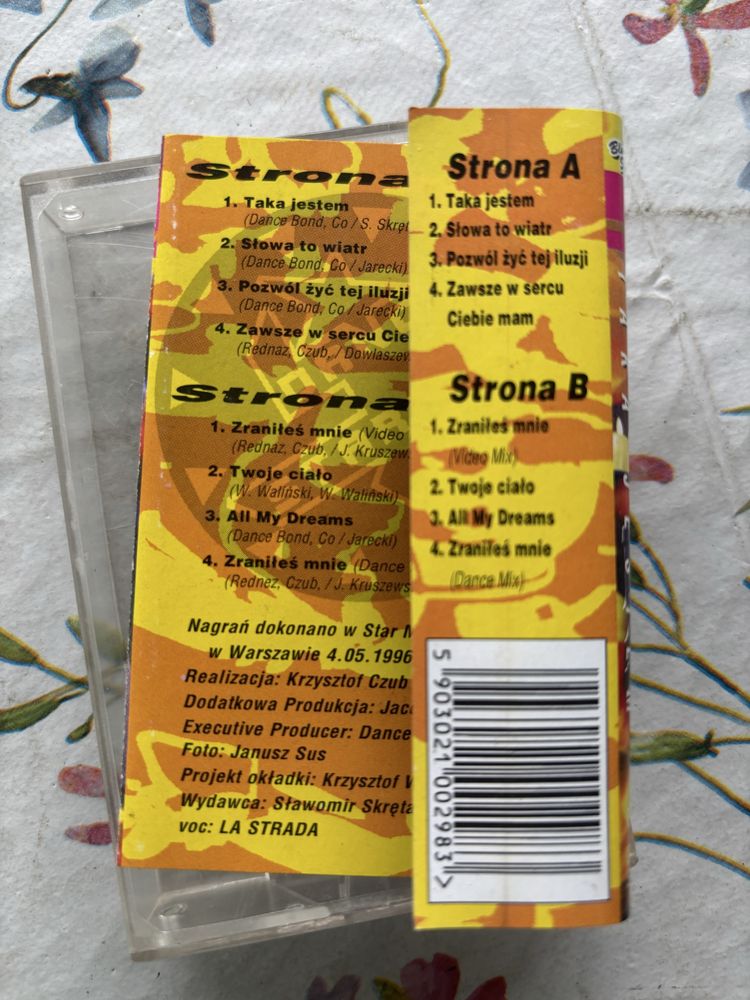 Strona
1. Taka jestem
(Dance Bond, Co / S. Skręt
2. Słowa to wiatr
(Dance Bond, Co / Jarecki)
3. Pozwól żyć tej iluzji
(Dance Bond, Co / Jarecki)
4. Zawsze w sercu Cie
(Rednaz, Czub, / Dowłaszew
Strona
1. Zraniłeś mnie (Video
(Rednaz, Czub, / J. Kruszews
2. Twoje ciało
(W. Waliński, W. Waliński)
3. All My Dreams
(Dance Bond, Co / Jarecki)
4. Zraniłeś mnie (Dance
(Rednez, Czub, / J. Kruszews
Nagrań dokonano w Star M
w Warszawie 4.05.1996
Realizacja: Krzysztof Czub
Dodatkowa Produkcja: Jac
Executive Producer: Dance
Foto: Janusz Sus
Projekt okładki: Krzysztof W
Wydawca: Sławomir Skręta
voc: LA STRADA
Strona A
1. Taka jestem
2. Słowa to wiatr
3. Pozwól żyć tej iluzji
4. Zawsze w sercu
Ciebie mam
Strona B
1. Zraniłeś mnie
(Video Mix)
2. Twoje ciało
3. All My Dreams
4. Zraniłeś mnie
(Dance Mix)
5 903021 002983 >